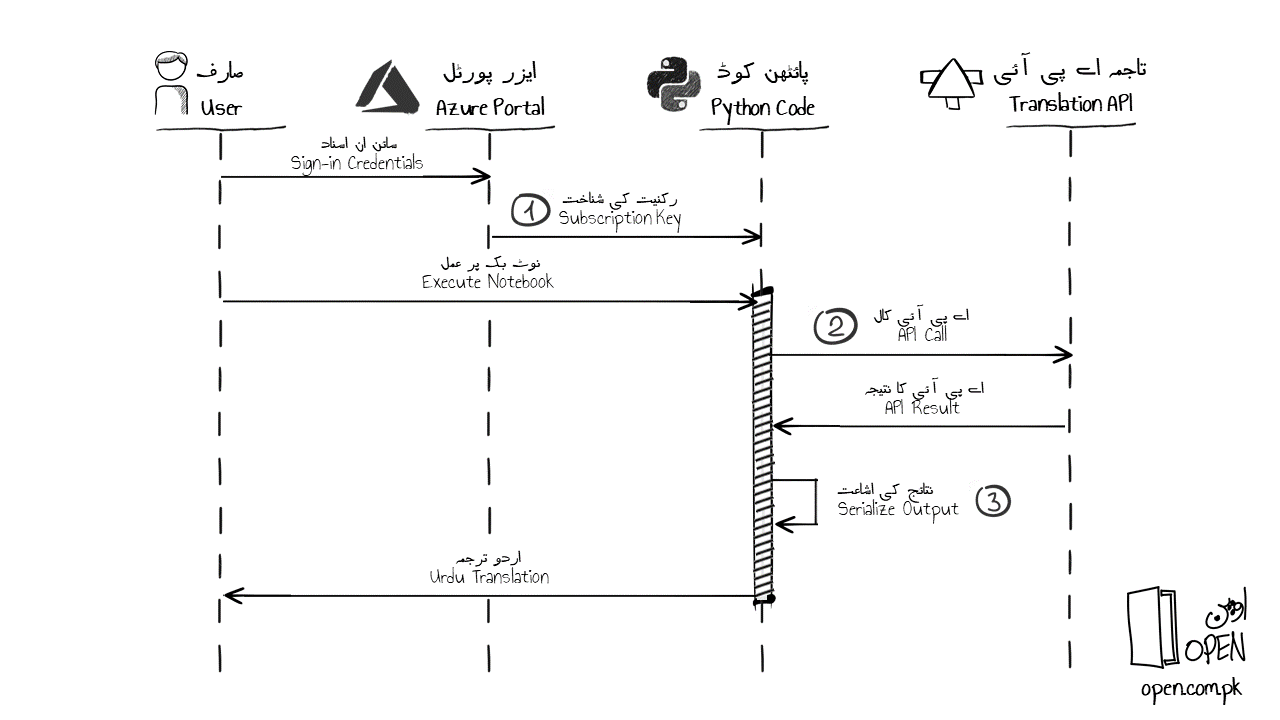 صارف
User
ایزر پورٹل
Azure Portal
پائتھن کوڈ
Python Code
تاجمہ اے پی آئی
Translation API
سائن ان اسناد
Sign-in Credentials
1
رکنیت کی شناخت
Subscription Key
نوٹ بک پر عمل
Execute Notebook
2
اے پی آئی کال
API Call
اے پی آئی کا نتیجہ
API Result
نتائج کی اشاعت
Serialize Output
3
اردو ترجمہ
Urdu Translation
اوپن
OPEN
open.com.pk